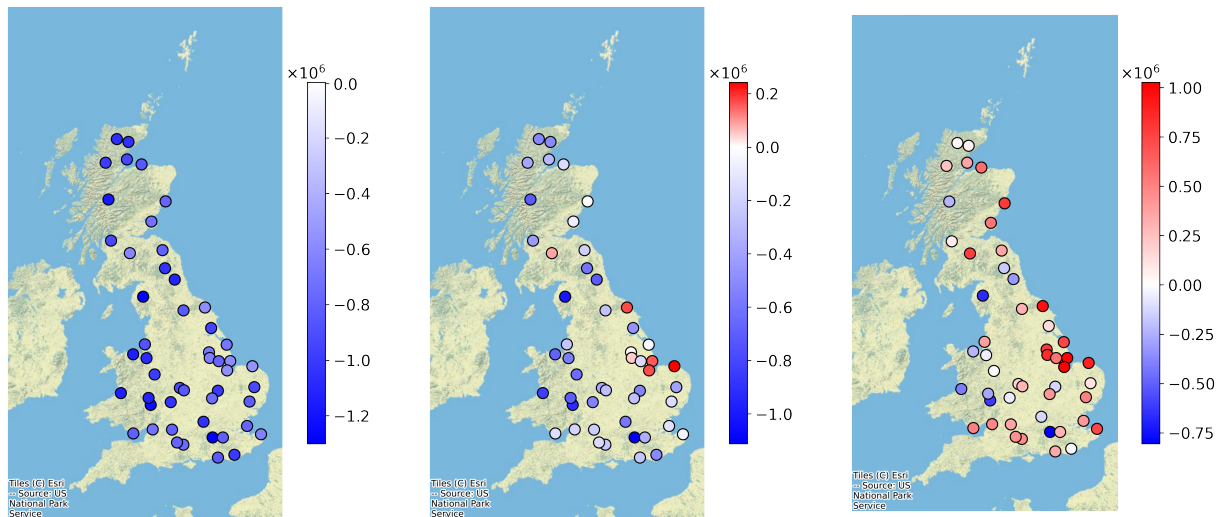 ×10⁶
0.0
−0.2
−0.4
−0.6
−0.8
−1.0
−1.2
Tiles (C) Esri
-- Source: US
National Park
Service
×10⁶
0.2
0.0
−0.2
−0.4
−0.6
−0.8
−1.0
Tiles (C) Esri
-- Source: US
National Park
Service
×10⁶
1.00
0.75
0.50
0.25
0.00
−0.25
−0.50
−0.75
Tiles (C) Esri
-- Source: US
National Park
Service